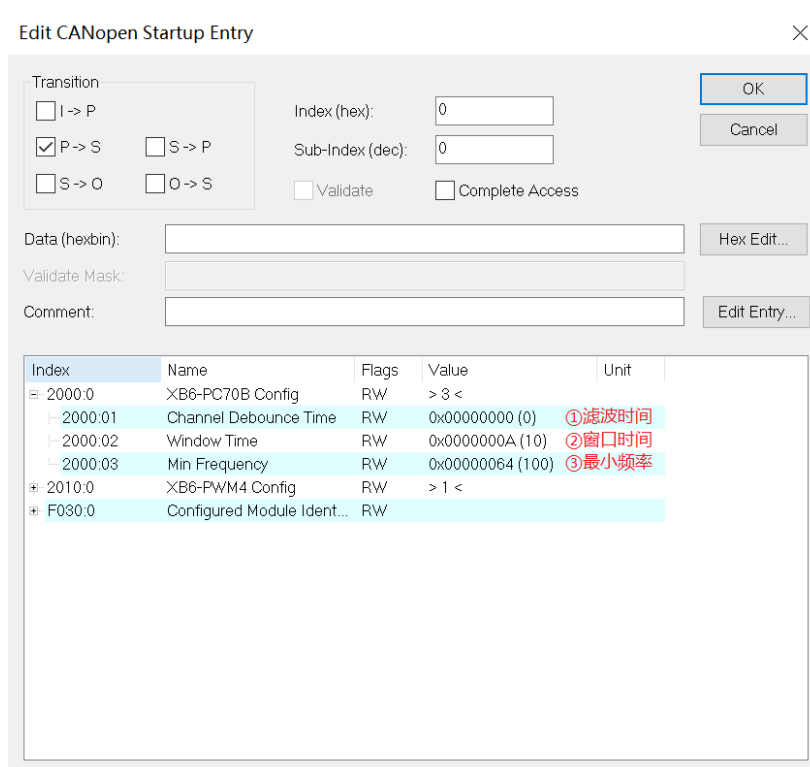 Edit CANopen Startup Entry
Transition
I -> P
P -> S
S -> P
S -> O
O -> S
Index (hex): 0
Sub-Index (dec): 0
Validate
Complete Access
OK
Cancel
Data (hexbin):
Hex Edit...
Validate Mask:
Comment:
Edit Entry...
Index Name Flags Value Unit
2000:0 XB6-PC70B Config RW > 3 <
2000:01 Channel Debounce Time RW 0x00000000 (0) ①滤波时间
2000:02 Window Time RW 0x0000000A (10) ②窗口时间
2000:03 Min Frequency RW 0x00000064 (100) ③最小频率
2010:0 XB6-PWM4 Config RW > 1 <
F030:0 Configured Module Ident... RW